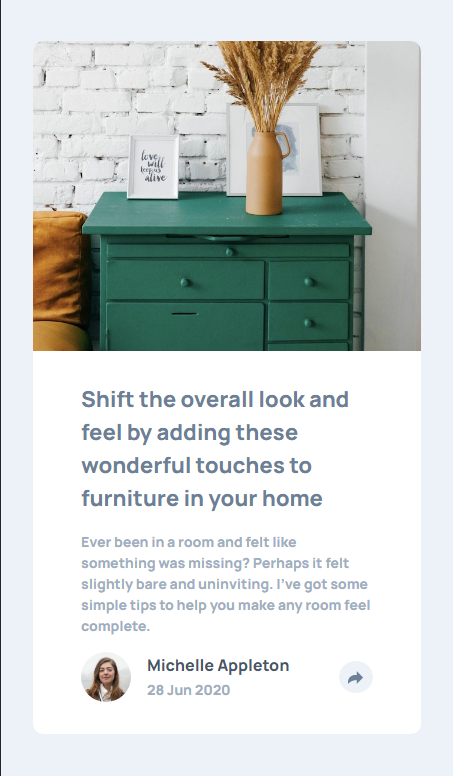 love
will
keep us
alive
Shift the overall look and
feel by adding these
wonderful touches to
furniture in your home
Ever been in a room and felt like
something was missing? Perhaps it felt
slightly bare and uninviting. I’ve got some
simple tips to help you make any room feel
complete.
Michelle Appleton
28 Jun 2020